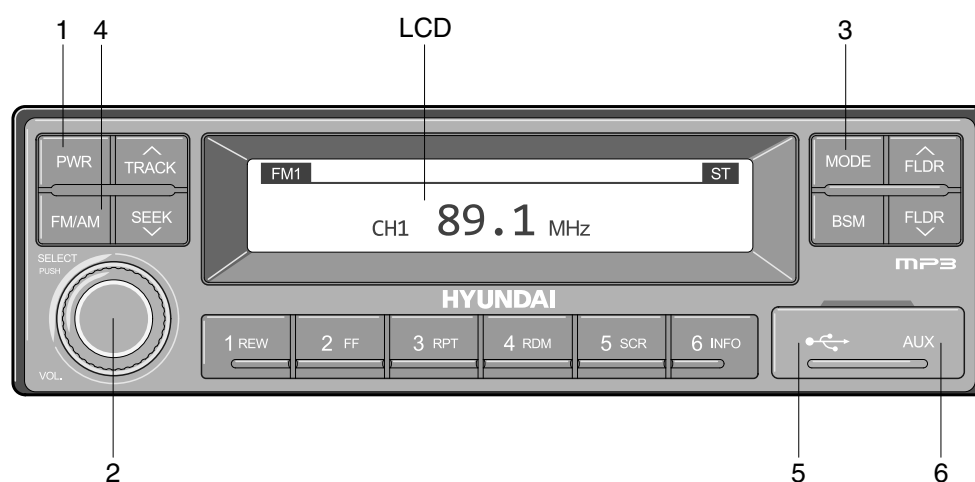 1 4 LCD 3
PWR TRACK MODE FLDR
FM1 ST
FM/AM SEEK BSM FLDR
CH1 89.1 MHz
SELECT
PUSH
MP3
HYUNDAI
1 REW 2 FF 3 RPT 4 RDM 5 SCR 6 INFO AUX
VOL.
2 5 6